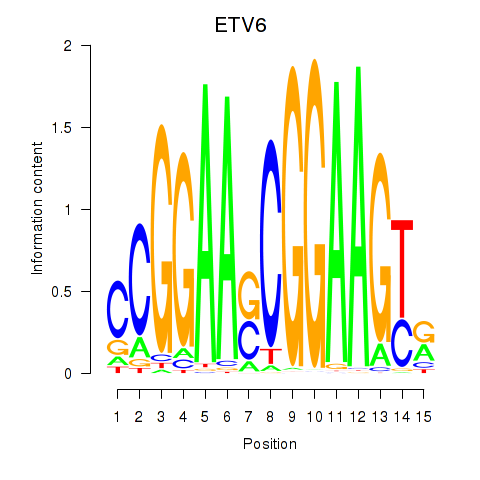 ETV6
Information content
2
1.5
1
0.5
0
C C G G A A G C G G A A G T G
G A C A T C C T G A C A
A G T C A A C T C
T T
1 2 3 4 5 6 7 8 9 10 11 12 13 14 15
Position